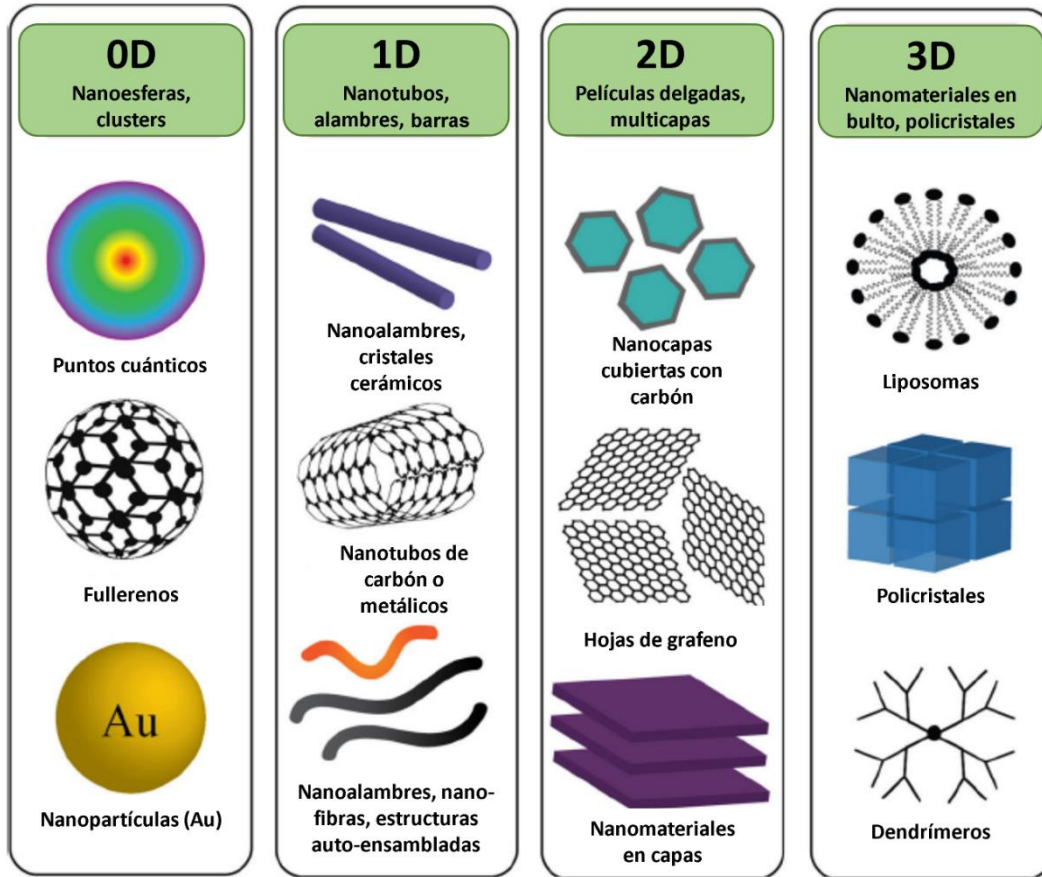 0D
Nanoesferas,
clusters
Puntos cuánticos
Fullerenos
Au
Nanopartículas (Au)
1D
Nanotubos,
alambres, barras
Nanoalambres,
cristales
cerámicos
Nanotubos de
carbón o
metálicos
Nanoalambres, nano-
fibras, estructuras
auto-ensambladas
2D
Películas delgadas,
multicapas
Nanocapas
cubiertas con
carbón
Hojas de grafeno
Nanomateriales
en capas
3D
Nanomateriales en
bulto, policristales
Liposomas
Policristales
Dendrímeros